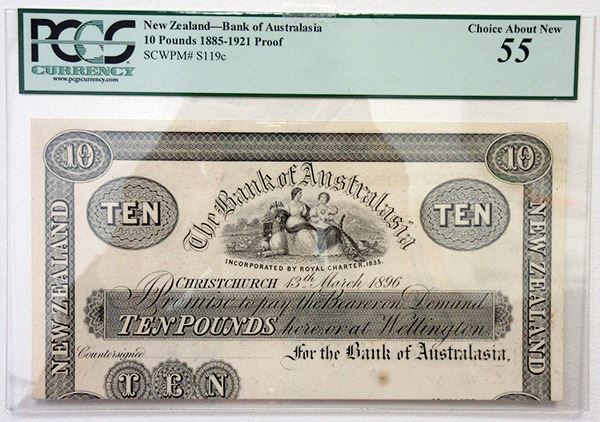 PCGS
CURRENCY
www.pcgscurrency.com
New Zealand—Bank of Australasia
10 Pounds 1885-1921 Proof
SCWPM# S119c
Choice About New
55
10
10
The Bank of Australasia
TEN
TEN
NEW ZEALAND
NEW ZEALAND
INCORPORATED BY ROYAL CHARTER, 1835.
CHRISTCHURCH 13th March 1896
Promise to pay the Bearer on Demand
TEN POUNDS here or at Wellington
Countersigned
For the Bank of Australasia.
TEN